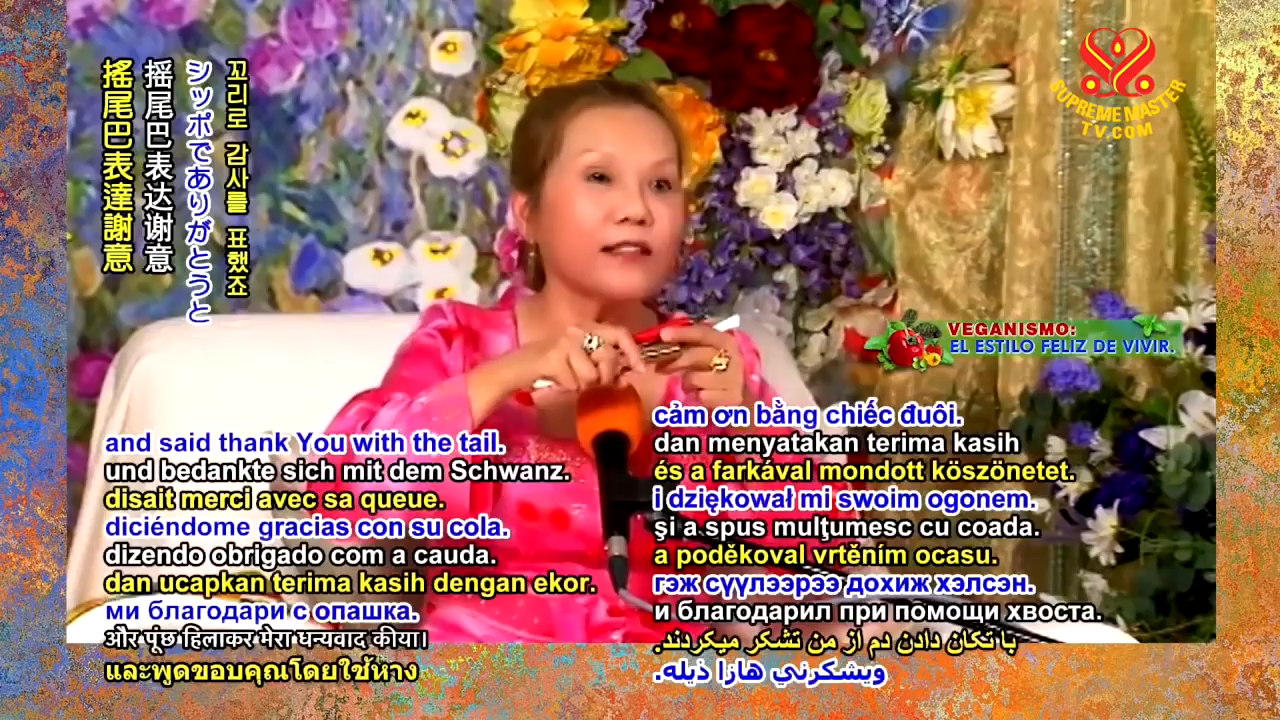 搖尾巴表達謝意
摇尾巴表达谢意
シッポでありがとうと
꼬리로 감사를 표했죠
SUPREME MASTER
TV.COM
VEGANISMO:
EL ESTILO FELIZ DE VIVIR.
and said thank You with the tail.
und bedankte sich mit dem Schwanz.
disait merci avec sa queue.
diciéndome gracias con su cola.
dizendo obrigado com a cauda.
dan ucapkan terima kasih dengan ekor.
ми благодари с опашка.
और पूंछ हिलाकर मेरा धन्यवाद कीया।
และพูดขอบคุณโดยใช้หาง
cảm ơn bằng chiếc đuôi.
dan menyatakan terima kasih
és a farkával mondott köszönetet.
i dziękował mi swoim ogonem.
şi a spus mulţumesc cu coada.
a poděkoval vrtěním ocasu.
гэж сүүлээрээ дохиж хэлсэн.
и благодарил при помощи хвоста.
با تکان دادن دم از من تشکر میکردند.
ويشكرني هازا ذيله.